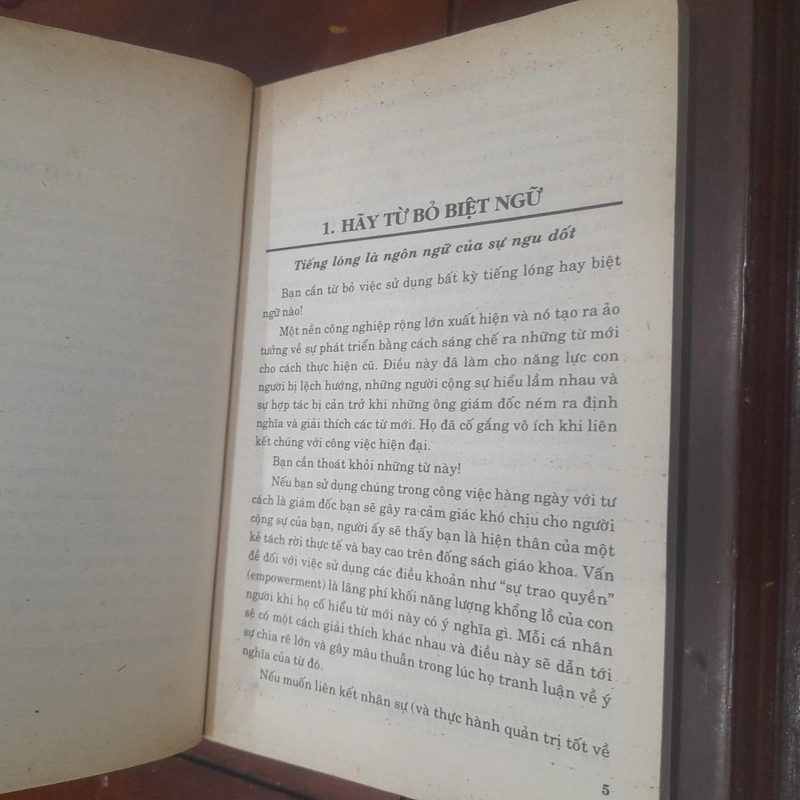 1. HÃY TỪ BỎ BIỆT NGỮ
Tiếng lóng là ngôn ngữ của sự ngu dốt
Bạn cần từ bỏ việc sử dụng bất kỳ tiếng lóng hay biệt
ngữ nào!
Một nền công nghiệp rộng lớn xuất hiện và nó tạo ra ảo
tưởng về sự phát triển bằng cách sáng chế ra những từ mới
cho cách thực hiện cũ. Điều này đã làm cho năng lực con
người bị lệch hướng, những người cộng sự hiểu lầm nhau và
sự hợp tác bị cản trở khi những ông giám đốc ném ra định
nghĩa và giải thích các từ mới. Họ đã cố gắng vô ích khi liên
kết chúng với công việc hiện đại.
Bạn cần thoát khỏi những từ này!
Nếu bạn sử dụng chúng trong công việc hàng ngày với tư
cách là giám đốc bạn sẽ gây ra cảm giác khó chịu cho người
cộng sự của bạn, người ấy sẽ thấy bạn là hiện thân của một
kẻ tách rời thực tế và bay cao trên đống sách giáo khoa. Vấn
đề đối với việc sử dụng các điều khoản như “sự trao quyền”
(empowerment) là lãng phí khối năng lượng khổng lồ của con
người khi họ cố hiểu từ mới này có ý nghĩa gì. Mỗi cá nhân
sẽ có một cách giải thích khác nhau và điều này sẽ dẫn tới
sự chia rẽ lớn và gây mâu thuẫn trong lúc họ tranh luận về ý
nghĩa của từ đó.
Nếu muốn liên kết nhân sự (và thực hành quản trị tốt về
5